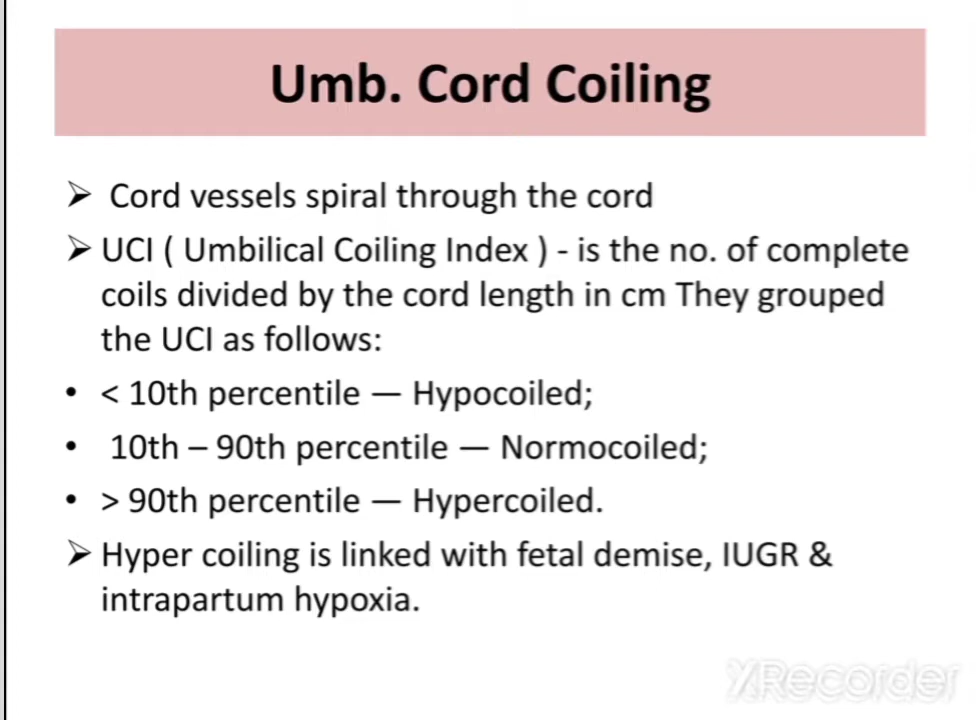 Umb. Cord Coiling
➢ Cord vessels spiral through the cord
➢ UCI ( Umbilical Coiling Index ) - is the no. of complete
coils divided by the cord length in cm They grouped
the UCI as follows:
• < 10th percentile — Hypocoiled;
• 10th – 90th percentile — Normocoiled;
• > 90th percentile — Hypercoiled.
➢ Hyper coiling is linked with fetal demise, IUGR &
intrapartum hypoxia.
XRecorder